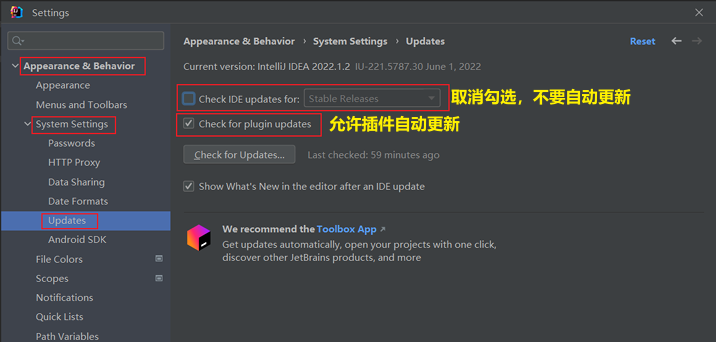 Settings
Appearance & Behavior
Appearance
Menus and Toolbars
System Settings
Passwords
HTTP Proxy
Data Sharing
Date Formats
Updates
Android SDK
File Colors
Scopes
Notifications
Quick Lists
Path Variables
Appearance & Behavior › System Settings › Updates
Reset
Current version: IntelliJ IDEA 2022.1.2 IU-221.5787.30 June 1, 2022
Check IDE updates for: Stable Releases 取消勾选，不要自动更新
Check for plugin updates 允许插件自动更新
Check for Updates... Last checked: 59 minutes ago
Show What's New in the editor after an IDE update
We recommend the Toolbox App ↗
Get updates automatically, open your projects with one click,
discover other JetBrains products, and more